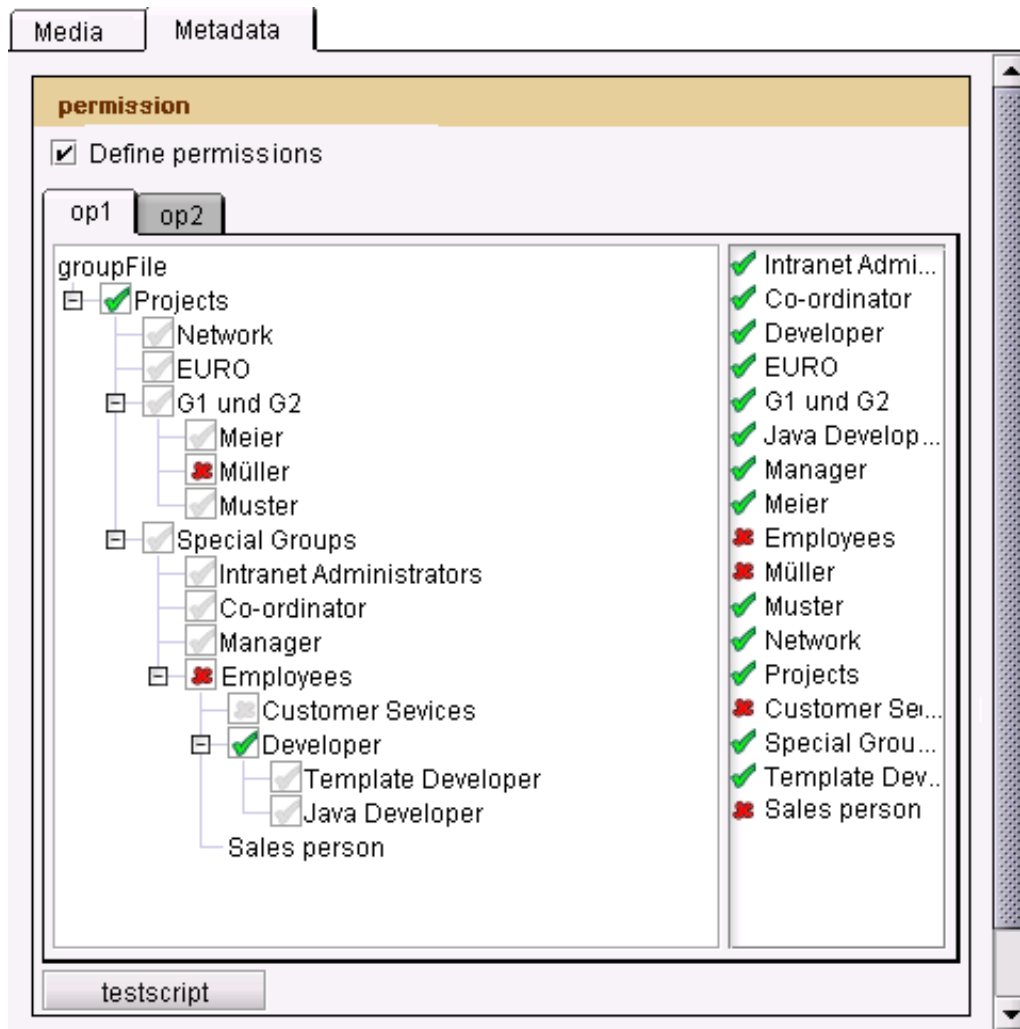 Media
Metadata
permission
Define permissions
op1
op2
groupFile
Projects
Network
EURO
G1 und G2
Meier
Müller
Muster
Special Groups
Intranet Administrators
Co-ordinator
Manager
Employees
Customer Sevices
Developer
Template Developer
Java Developer
Sales person
Intranet Admi...
Co-ordinator
Developer
EURO
G1 und G2
Java Develop...
Manager
Meier
Employees
Müller
Muster
Network
Projects
Customer Se...
Special Grou...
Template Dev..
Sales person
testscript